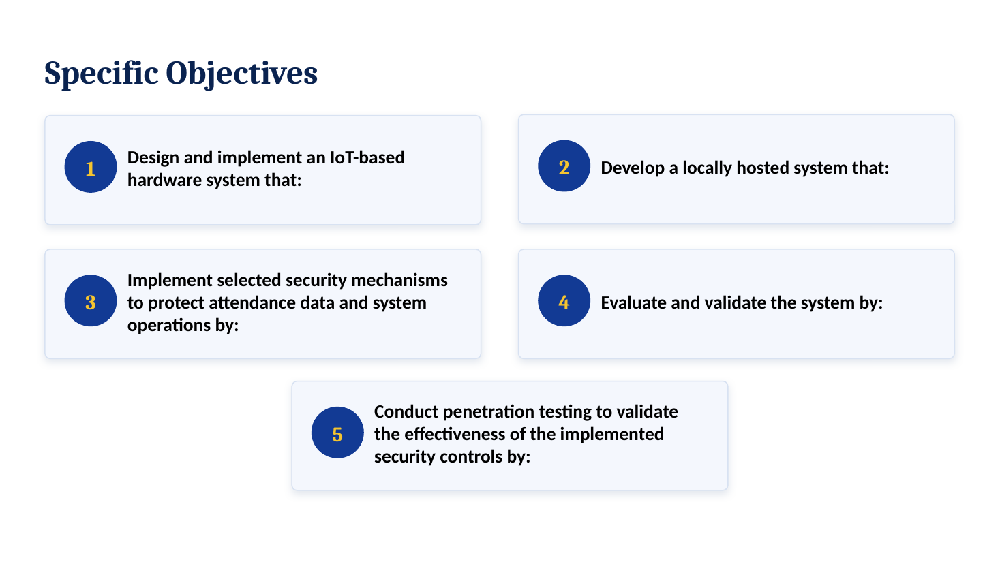 Specific Objectives
1
Design and implement an IoT-based
hardware system that:
2
Develop a locally hosted system that:
3
Implement selected security mechanisms
to protect attendance data and system
operations by:
4
Evaluate and validate the system by:
5
Conduct penetration testing to validate
the effectiveness of the implemented
security controls by: